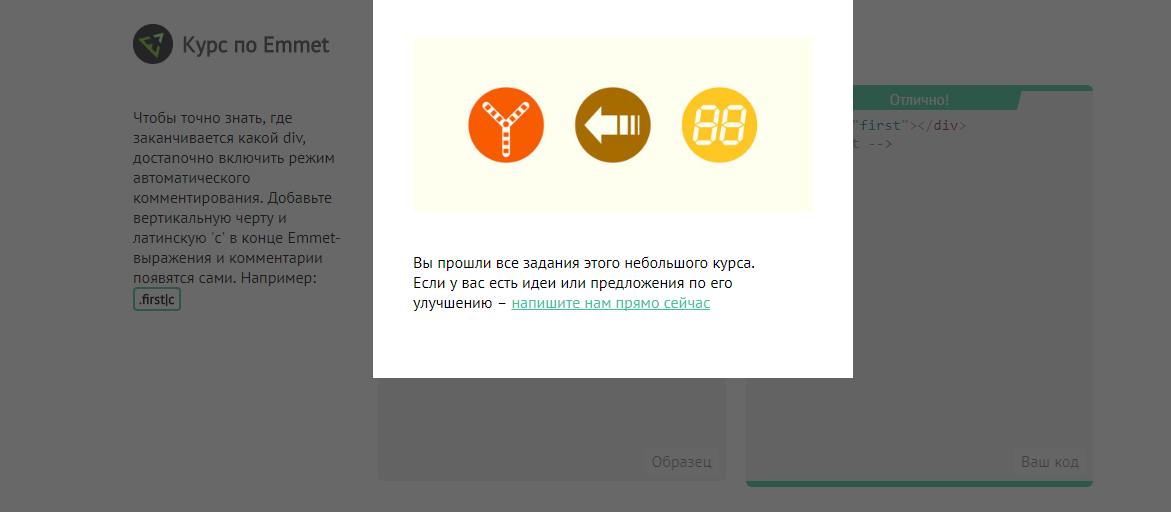 Курс по Emmet
Чтобы точно знать, где
заканчивается какой div,
достапочно включить режим
автоматического
комментирования. Добавьте
вертикальную черту и
латинскую 'c' в конце Emmet-
выражения и комментарии
появятся сами. Например:
.first|c
Вы прошли все задания этого небольшого курса.
Если у вас есть идеи или предложения по его
улучшению – напишите нам прямо сейчас
Отлично!
"first"></div>
t -->
Образец
Ваш код